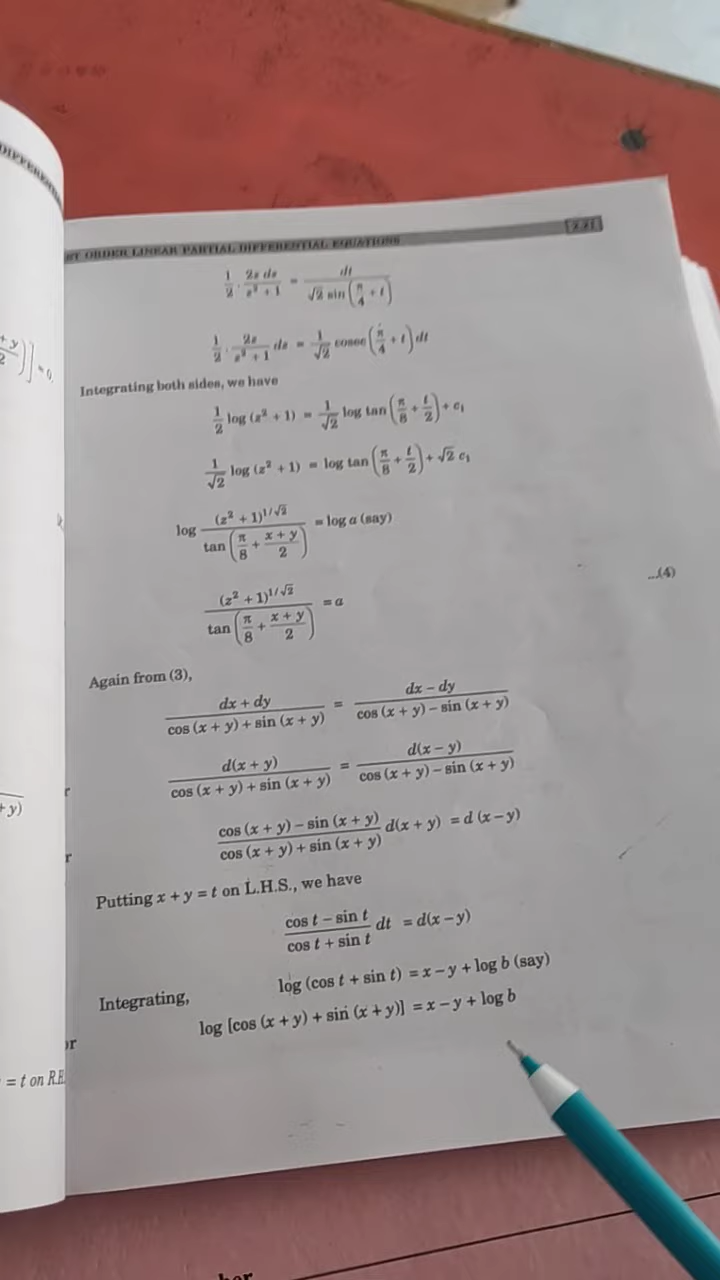 DIFFEREN
+ y
2 )] = 0.
+ y)
= t on R.H.
ST ORDER LINEAR PARTIAL DIFFERENTIAL EQUATIONS
1/2 · 2z dz/(z² + 1) = dt/(√2 sin (π/4 + t))
1/2 · 2z/(z² + 1) dz = 1/√2 cosec (π/4 + t) dt
Integrating both sides, we have
1/2 log (z² + 1) = 1/√2 log tan (π/8 + t/2) + c₁
1/√2 log (z² + 1) = log tan (π/8 + t/2) + √2 c₁
log (z² + 1)^(1/√2) / tan (π/8 + (x + y)/2) = log a (say)
(z² + 1)^(1/√2) / tan (π/8 + (x + y)/2) = a ...(4)
Again from (3),
(dx + dy)/(cos (x + y) + sin (x + y)) = (dx – dy)/(cos (x + y) – sin (x + y))
r d(x + y)/(cos (x + y) + sin (x + y)) = d(x – y)/(cos (x + y) – sin (x + y))
r (cos (x + y) – sin (x + y))/(cos (x + y) + sin (x + y)) d(x + y) = d (x – y)
Putting x + y = t on L.H.S., we have
(cos t – sin t)/(cos t + sin t) dt = d(x – y)
Integrating, log (cos t + sin t) = x – y + log b (say)
or log [cos (x + y) + sin (x + y)] = x – y + log b